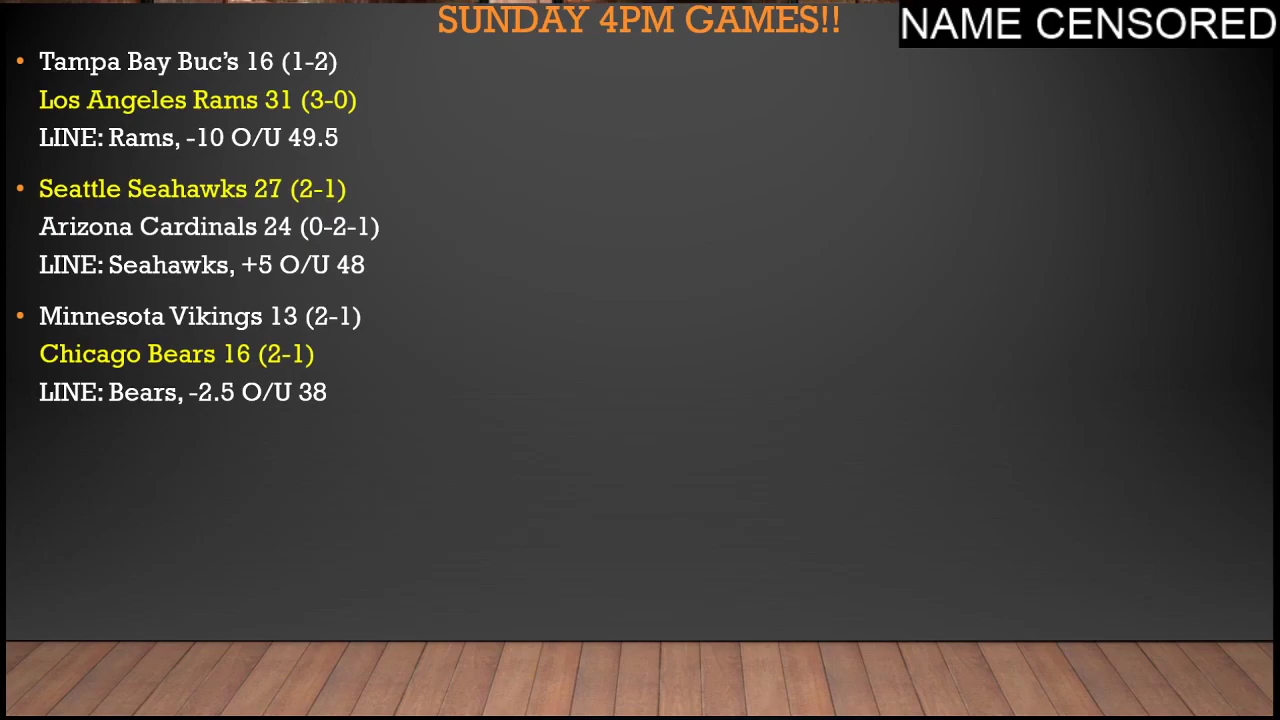 SUNDAY 4PM GAMES!!
NAME CENSORED
• Tampa Bay Buc’s 16 (1-2)
Los Angeles Rams 31 (3-0)
LINE: Rams, -10 O/U 49.5
• Seattle Seahawks 27 (2-1)
Arizona Cardinals 24 (0-2-1)
LINE: Seahawks, +5 O/U 48
• Minnesota Vikings 13 (2-1)
Chicago Bears 16 (2-1)
LINE: Bears, -2.5 O/U 38